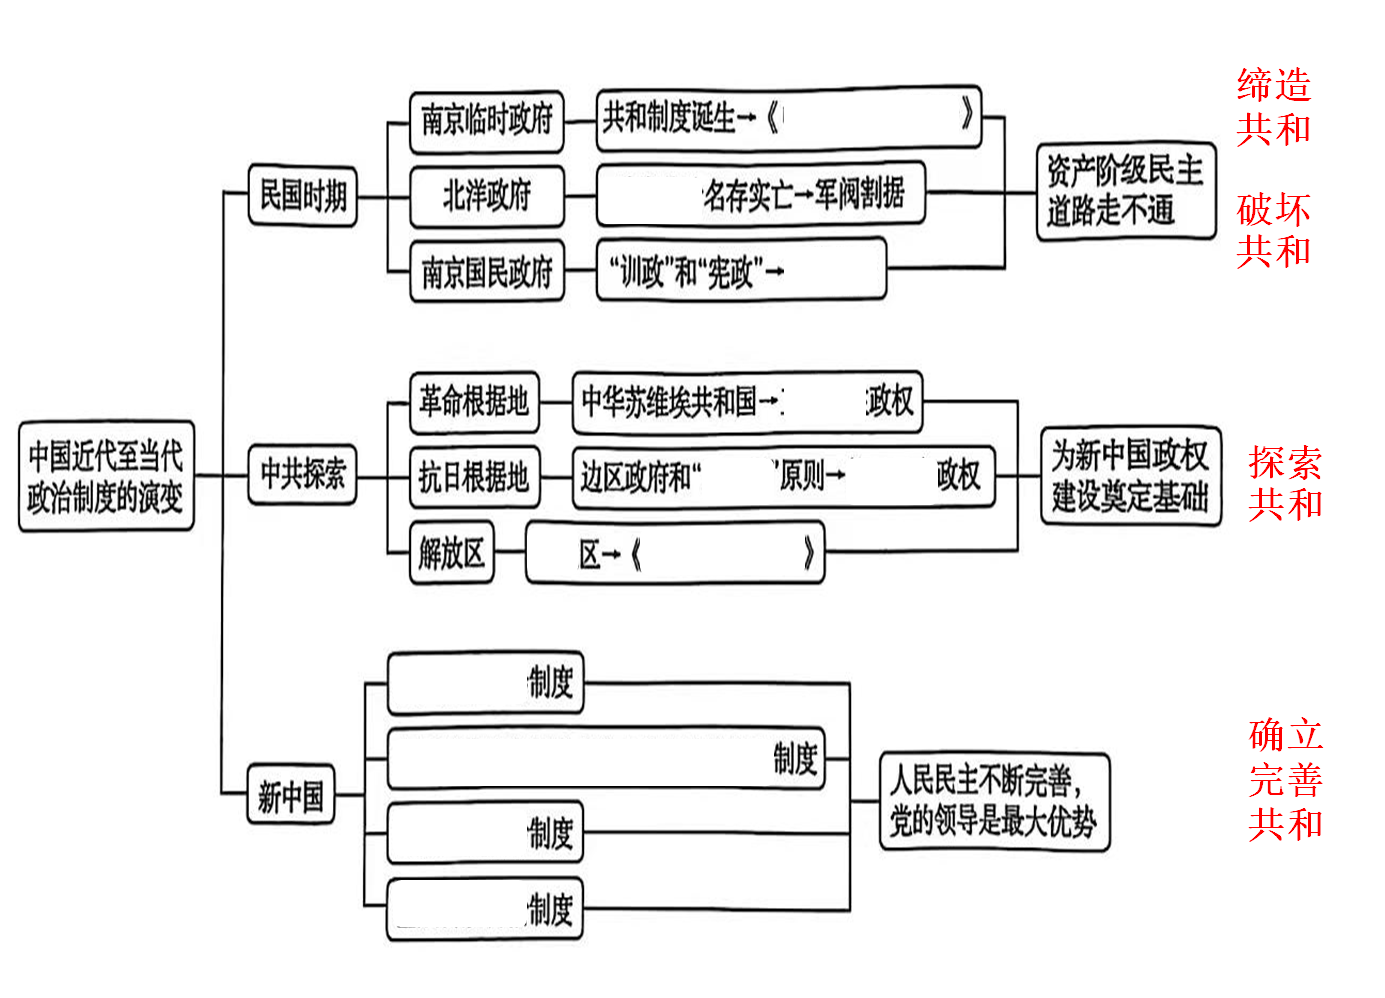 缔造
共和
南京临时政府
共和制度诞生→《 》
资产阶级民主
道路走不通
民国时期
北洋政府
名存实亡→军阀割据
破坏
共和
南京国民政府
“训政”和“宪政”→
革命根据地
中华苏维埃共和国→ 政权
中国近代至当代
政治制度的演变
中共探索
抗日根据地
边区政府和“ ”原则→ 政权
为新中国政权
建设奠定基础
探索
共和
解放区
区→《 》
制度
制度
新中国
制度
制度
人民民主不断完善，
党的领导是最大优势
确立
完善
共和